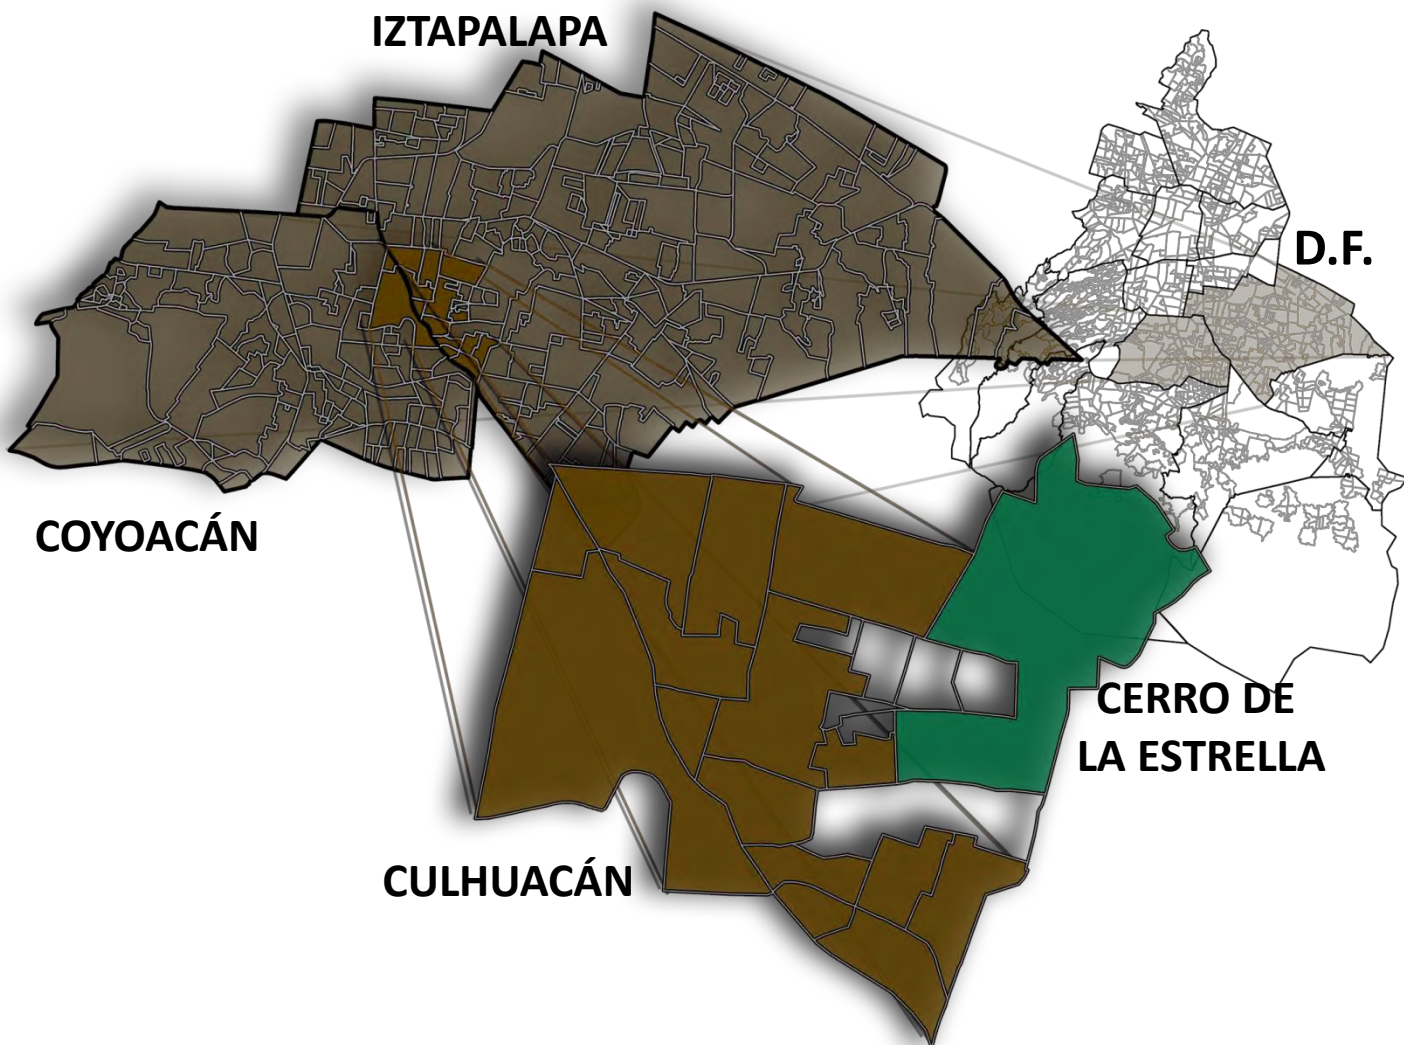 IZTAPALAPA
D.F.
COYOACÁN
CERRO DE
LA ESTRELLA
CULHUACÁN